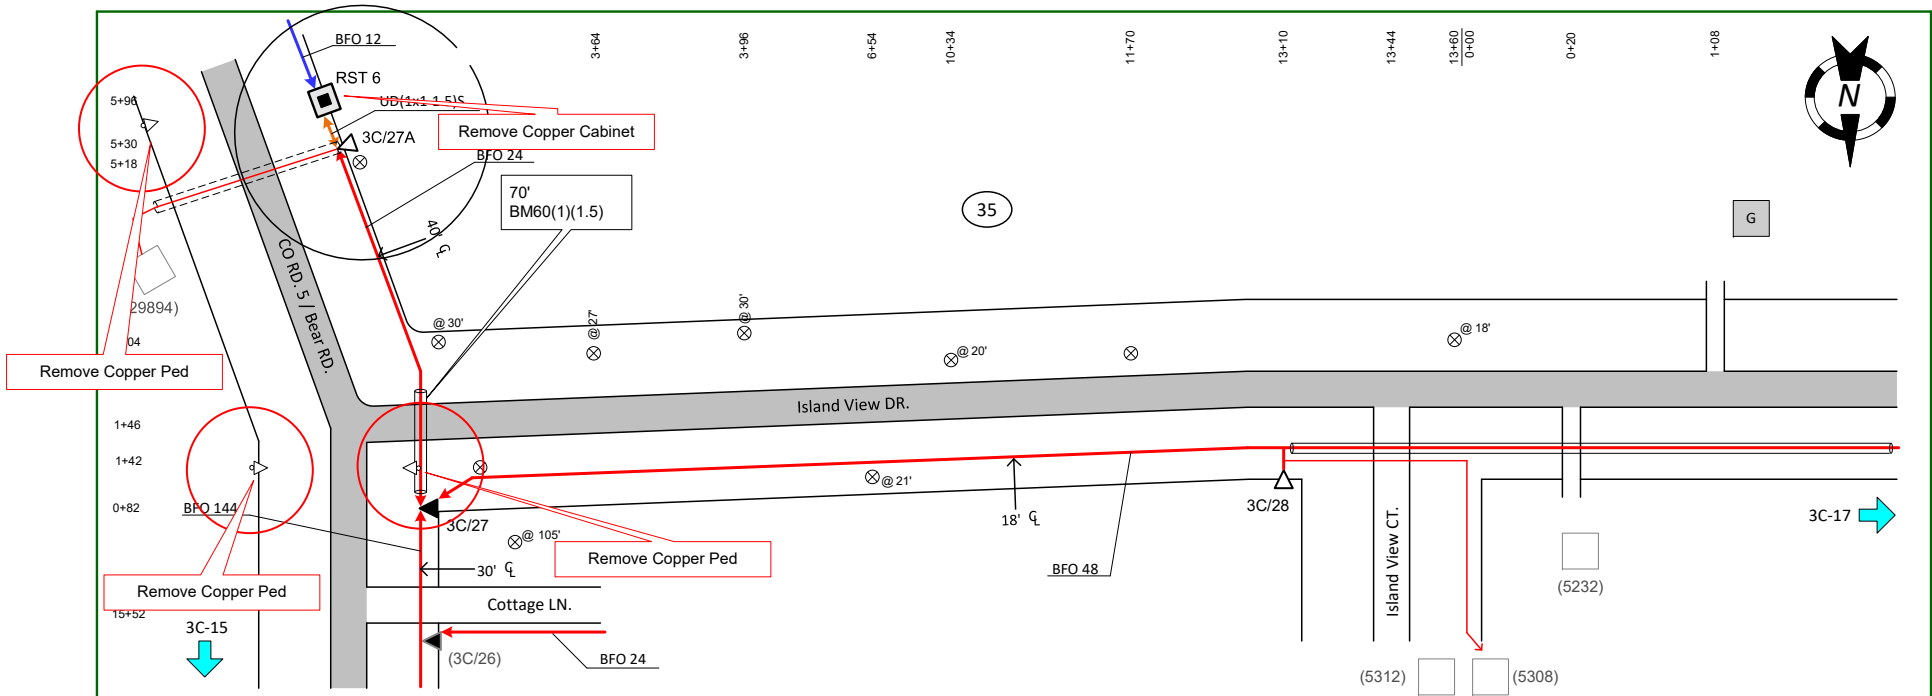 3+64
3+96
6+54
10+34
11+70
13+10
13+44
13+60
0+00
0+20
1+08
BFO 12
RST 6
UD(1x1-1.5)S
3C/27A
Remove Copper Cabinet
BFO 24
5+96
5+30
5+18
N
70'
BM60(1)(1.5)
35
G
40' ℄
CO RD. 5 / Bear RD.
29894)
04
Remove Copper Ped
@ 30'
@ 27'
@ 30'
@ 20'
@ 18'
Island View DR.
1+46
1+42
0+82
BFO 144
3C/27
@ 21'
18' ℄
3C/28
3C-17
@ 105'
Remove Copper Ped
30' ℄
BFO 48
Island View CT.
(5232)
Remove Copper Ped
Cottage LN.
15+52
3C-15
(3C/26)
BFO 24
(5312)
(5308)